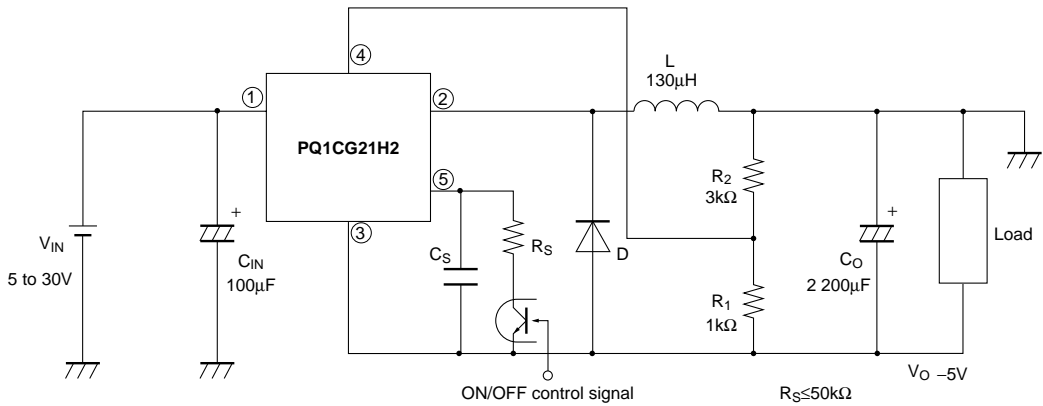 ④
L
130μH
①
②
PQ1CG21H2
⑤
R2
3kΩ
+
+
③
VIN
5 to 30V
CIN
100μF
CS
RS
D
CO
2 200μF
Load
R1
1kΩ
VO –5V
ON/OFF control signal
RS≤50kΩ